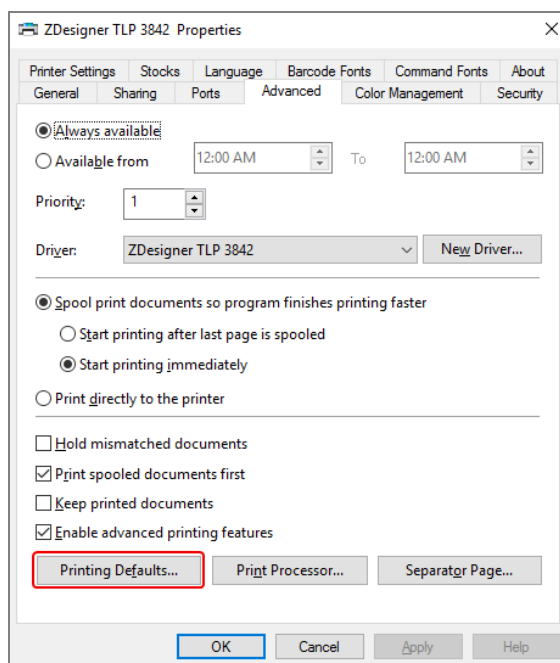 ZDesigner TLP 3842 Properties
Printer Settings Stocks Language Barcode Fonts Command Fonts About
General Sharing Ports Advanced Color Management Security
Always available
Available from 12:00 AM To 12:00 AM
Priority: 1
Driver: ZDesigner TLP 3842 New Driver...
Spool print documents so program finishes printing faster
Start printing after last page is spooled
Start printing immediately
Print directly to the printer
Hold mismatched documents
Print spooled documents first
Keep printed documents
Enable advanced printing features
Printing Defaults... Print Processor... Separator Page...
OK Cancel Apply Help